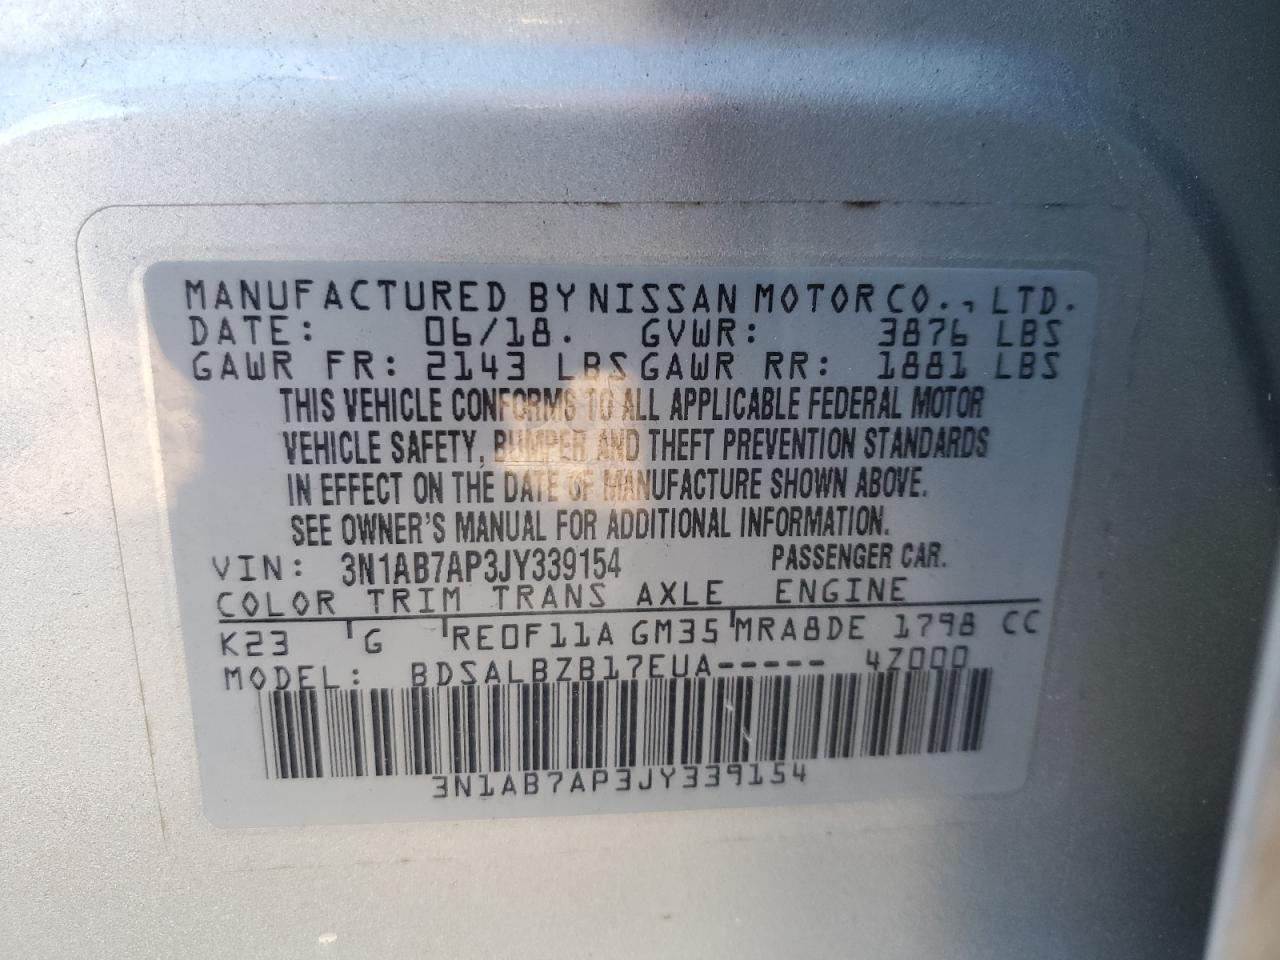 MANUFACTURED BY NISSAN MOTOR CO., LTD.
DATE: 06/18. GVWR: 3876 LBS
GAWR FR: 2143 LBS GAWR RR: 1881 LBS
THIS VEHICLE CONFORMS TO ALL APPLICABLE FEDERAL MOTOR
VEHICLE SAFETY, BUMPER AND THEFT PREVENTION STANDARDS
IN EFFECT ON THE DATE OF MANUFACTURE SHOWN ABOVE.
SEE OWNER'S MANUAL FOR ADDITIONAL INFORMATION.
VIN: 3N1AB7AP3JY339154 PASSENGER CAR.
COLOR TRIM TRANS AXLE ENGINE
K23 G RE0F11A GM35 MRA8DE 1798 CC
MODEL: BDSALBZB17EUA----- 4Z000
3N1AB7AP3JY339154